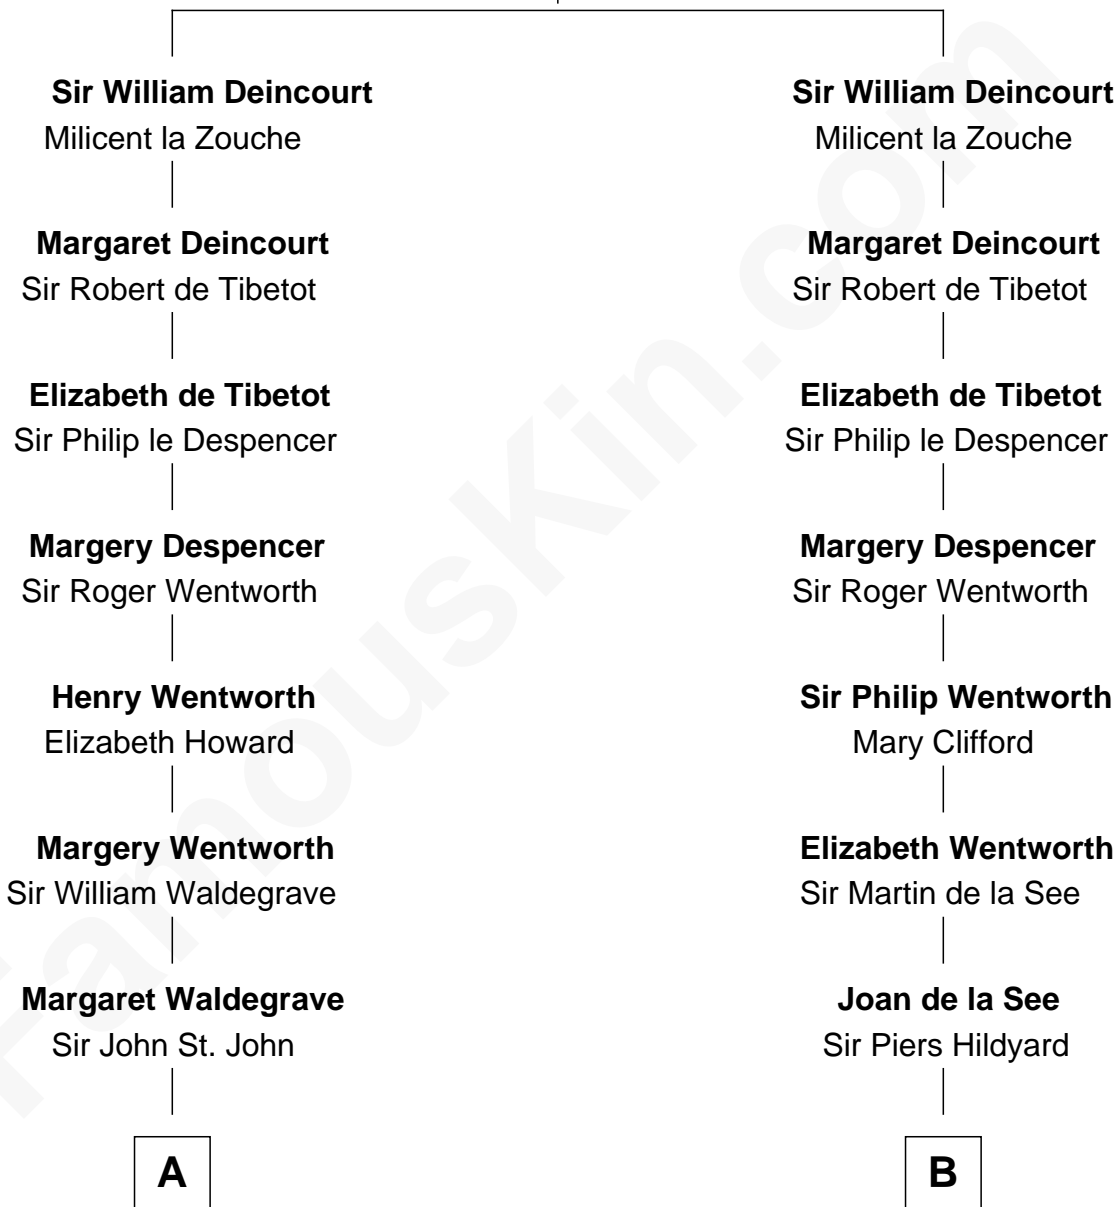 Sir William Deincourt
Milicent la Zouche
Margaret Deincourt
Sir Robert de Tibetot
Elizabeth de Tibetot
Sir Philip le Despencer
Margery Despencer
Sir Roger Wentworth
Henry Wentworth
Elizabeth Howard
Margery Wentworth
Sir William Waldegrave
Margaret Waldegrave
Sir John St. John
A
Sir William Deincourt
Milicent la Zouche
Margaret Deincourt
Sir Robert de Tibetot
Elizabeth de Tibetot
Sir Philip le Despencer
Margery Despencer
Sir Roger Wentworth
Sir Philip Wentworth
Mary Clifford
Elizabeth Wentworth
Sir Martin de la See
Joan de la See
Sir Piers Hildyard
B
FamousKin.com